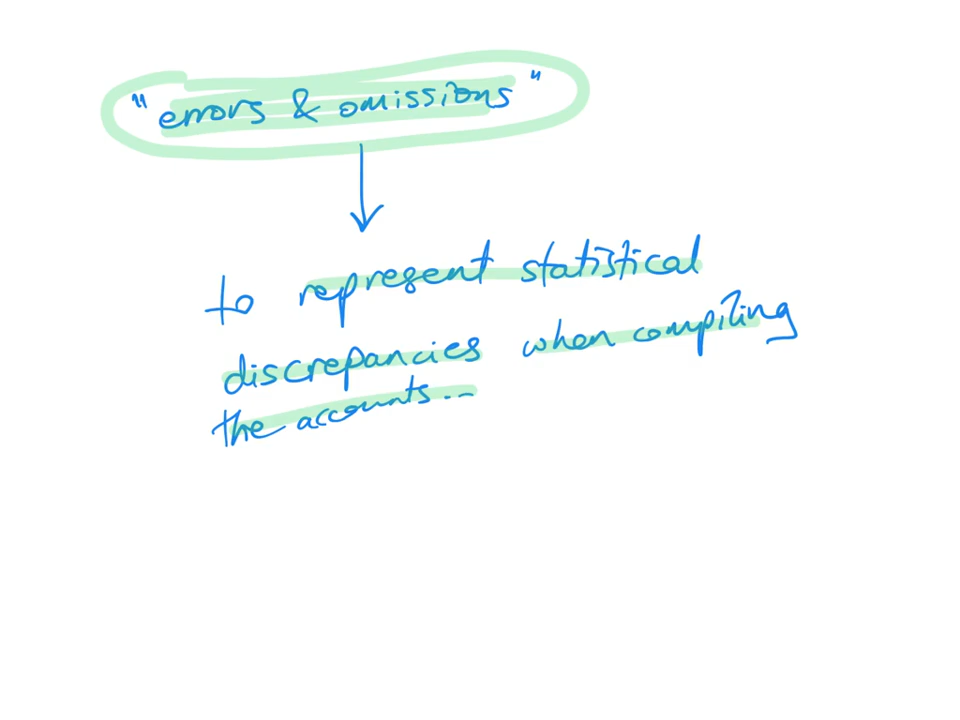 "errors & omissions"
to represent statistical
discrepancies when compiling
the accounts...